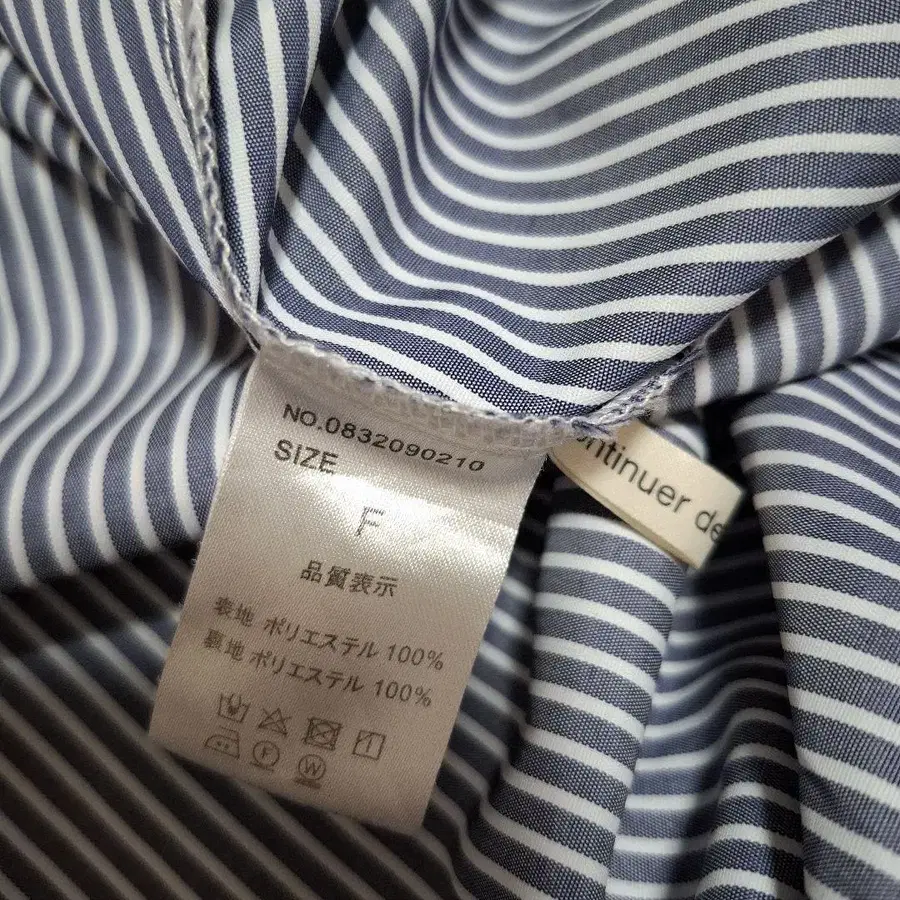 NO.0832090210
SIZE
F
品質表示
表地 ポリエステル 100%
裏地 ポリエステル 100%
ontinuer de